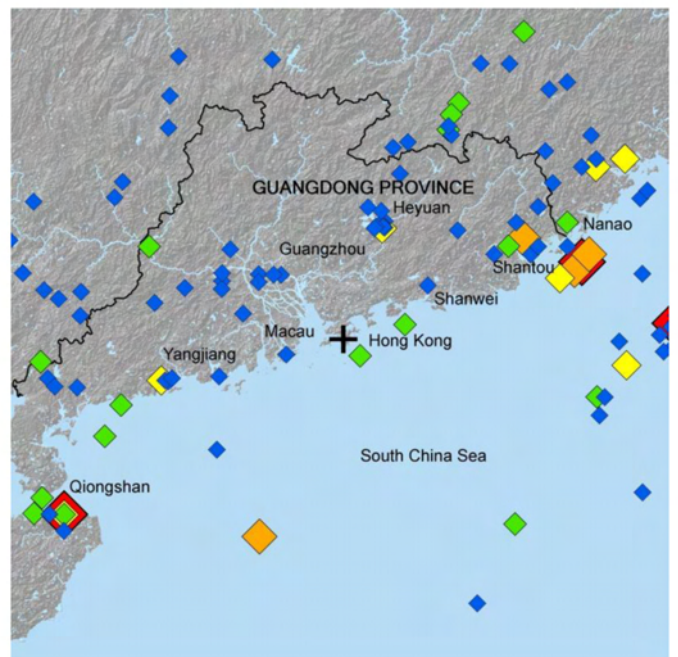 GUANGDONG PROVINCE
Heyuan
Nanao
Guangzhou
Shantou
Shanwei
Macau
Hong Kong
Yangjiang
South China Sea
Qiongshan